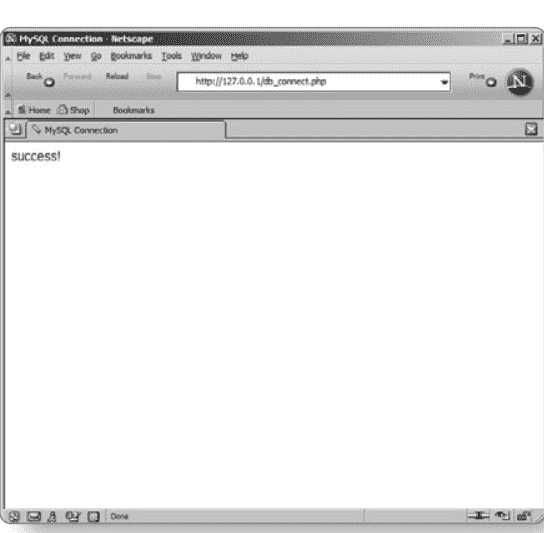 MySQL Connection - Netscape
File Edit View Go Bookmarks Tools Window Help
Back Forward Reload Stop http://127.0.0.1/db_connect.php Print N
Home Shop Bookmarks
MySQL Connection
success!
Done